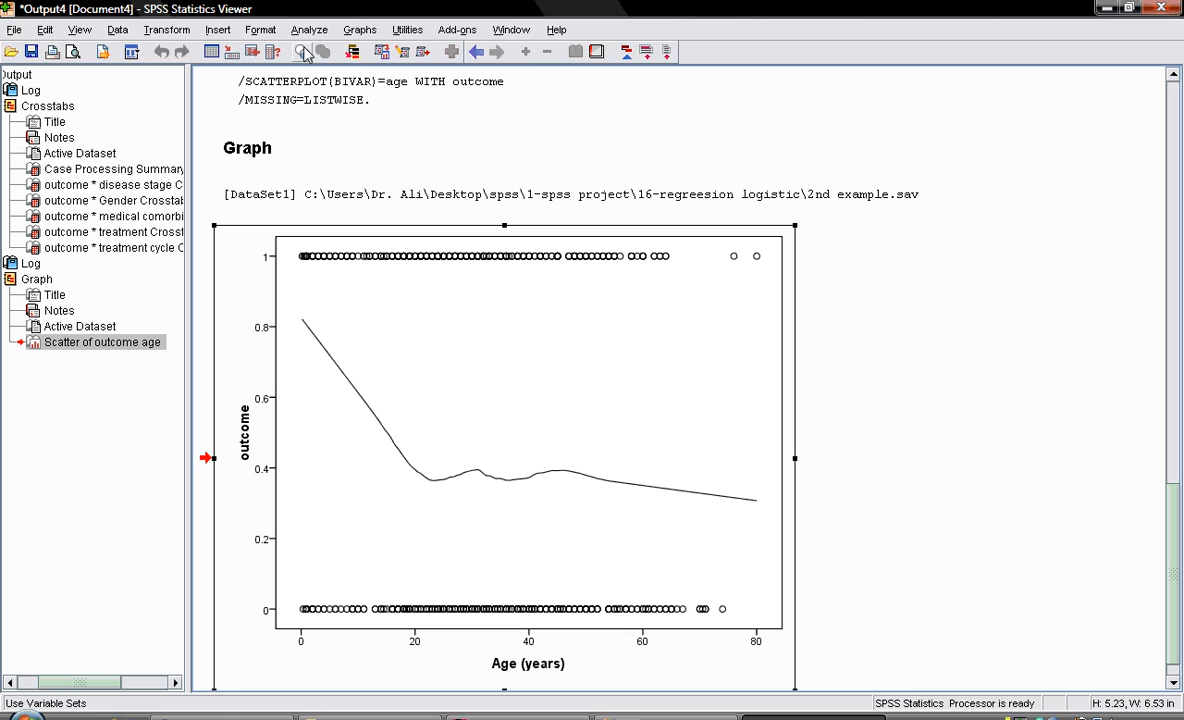 *Output4 [Document4] - SPSS Statistics Viewer
File Edit View Data Transform Insert Format Analyze Graphs Utilities Add-ons Window Help
Output
Log
Crosstabs
Title
Notes
Active Dataset
Case Processing Summary
outcome * disease stage C
outcome * Gender Crosstab
outcome * medical comorbi
outcome * treatment Crosst
outcome * treatment cycle C
Log
Graph
Title
Notes
Active Dataset
Scatter of outcome age
/SCATTERPLOT(BIVAR)=age WITH outcome
/MISSING=LISTWISE.
Graph
[DataSet1] C:\Users\Dr. Ali\Desktop\spss\1-spss project\16-regreesion logistic\2nd example.sav
1
0.8
0.6
0.4
0.2
0
outcome
0 20 40 60 80
Age (years)
Use Variable Sets
SPSS Statistics Processor is ready
H: 5.23, W: 6.53 in